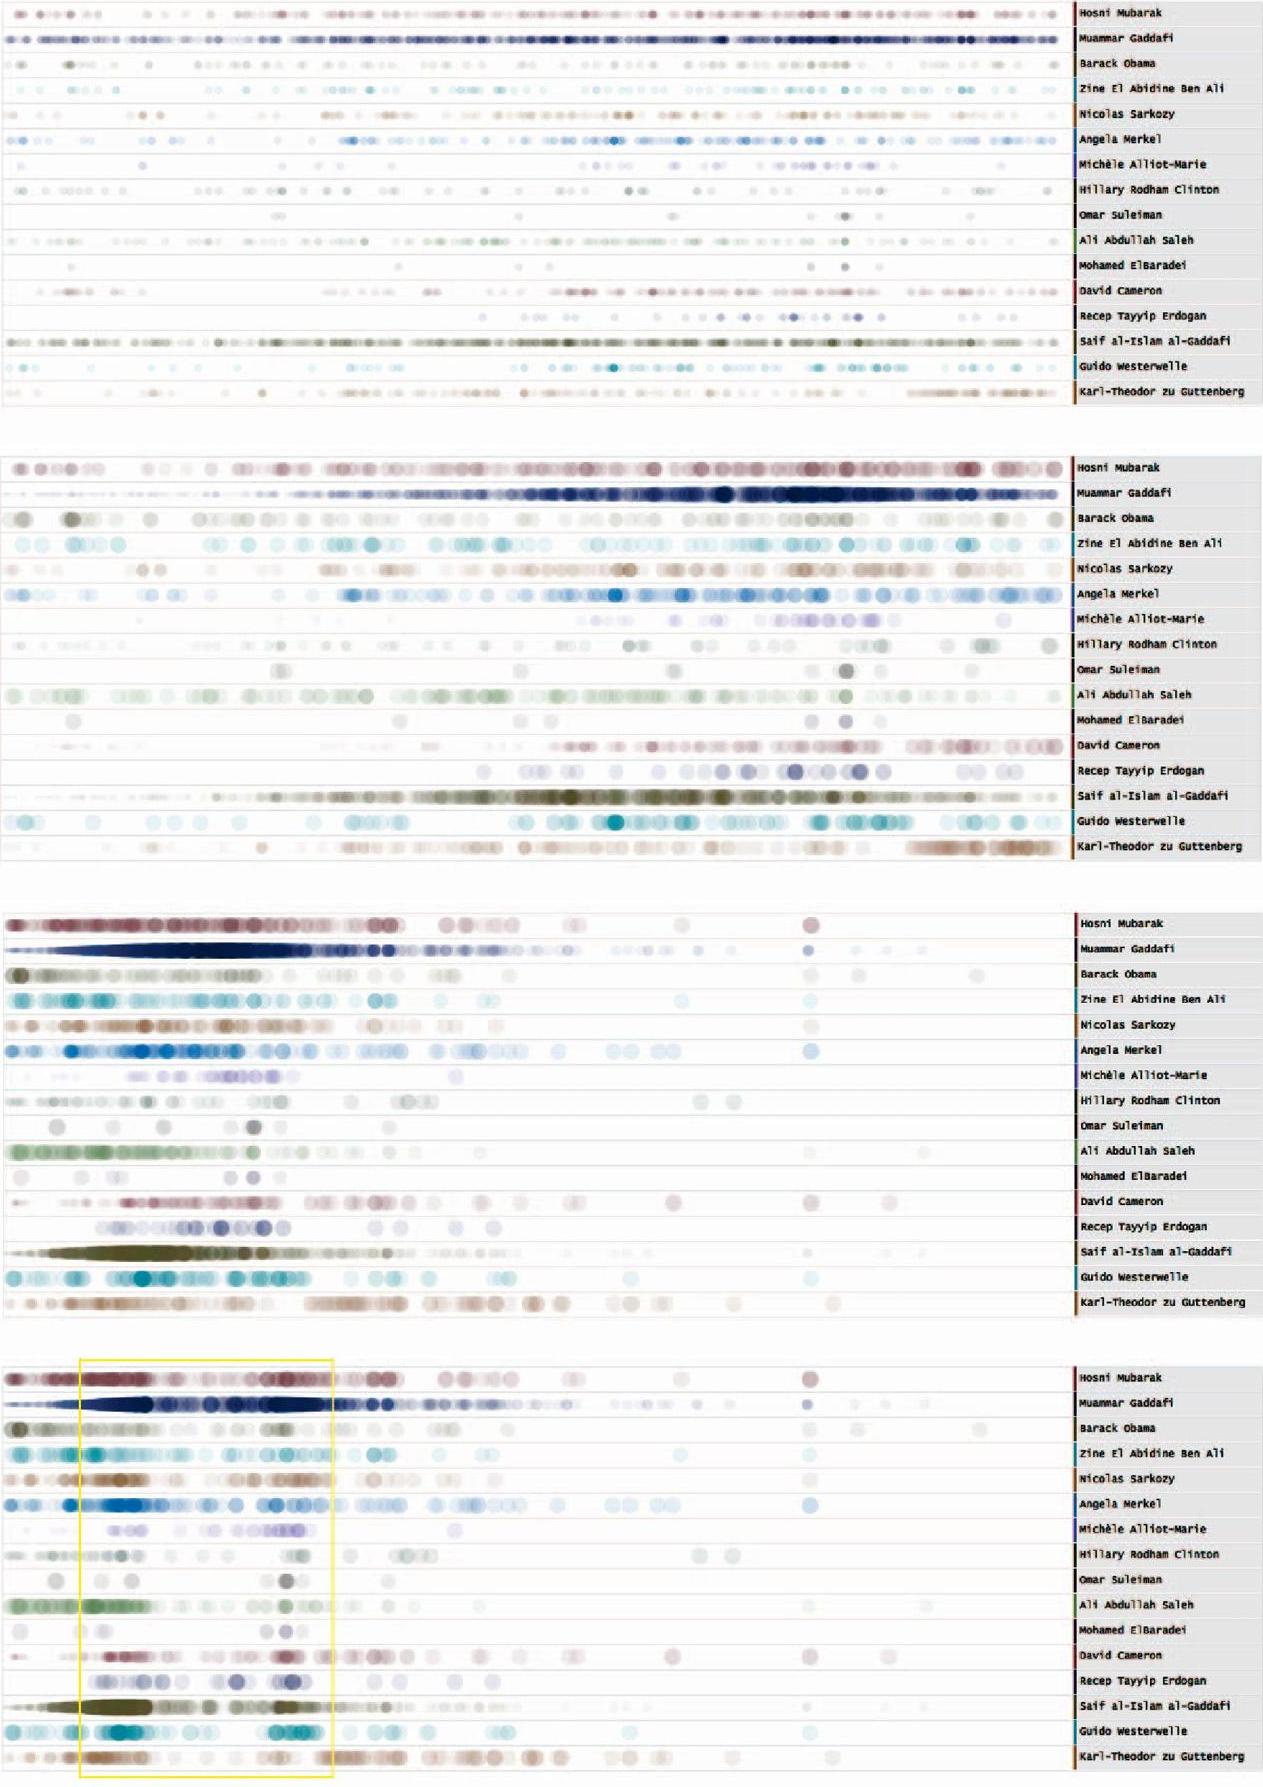 Hosni Mubarak
Muammar Gaddafi
Barack Obama
Zine El Abidine Ben Ali
Nicolas Sarkozy
Angela Merkel
Michèle Alliot-Marie
Hillary Rodham Clinton
Omar Suleiman
Ali Abdullah Saleh
Mohamed ElBaradei
David Cameron
Recep Tayyip Erdogan
Saif al-Islam al-Gaddafi
Guido Westerwelle
Karl-Theodor zu Guttenberg
Hosni Mubarak
Muammar Gaddafi
Barack Obama
Zine El Abidine Ben Ali
Nicolas Sarkozy
Angela Merkel
Michèle Alliot-Marie
Hillary Rodham Clinton
Omar Suleiman
Ali Abdullah Saleh
Mohamed ElBaradei
David Cameron
Recep Tayyip Erdogan
Saif al-Islam al-Gaddafi
Guido Westerwelle
Karl-Theodor zu Guttenberg
Hosni Mubarak
Muammar Gaddafi
Barack Obama
Zine El Abidine Ben Ali
Nicolas Sarkozy
Angela Merkel
Michèle Alliot-Marie
Hillary Rodham Clinton
Omar Suleiman
Ali Abdullah Saleh
Mohamed ElBaradei
David Cameron
Recep Tayyip Erdogan
Saif al-Islam al-Gaddafi
Guido Westerwelle
Karl-Theodor zu Guttenberg
Hosni Mubarak
Muammar Gaddafi
Barack Obama
Zine El Abidine Ben Ali
Nicolas Sarkozy
Angela Merkel
Michèle Alliot-Marie
Hillary Rodham Clinton
Omar Suleiman
Ali Abdullah Saleh
Mohamed ElBaradei
David Cameron
Recep Tayyip Erdogan
Saif al-Islam al-Gaddafi
Guido Westerwelle
Karl-Theodor zu Guttenberg